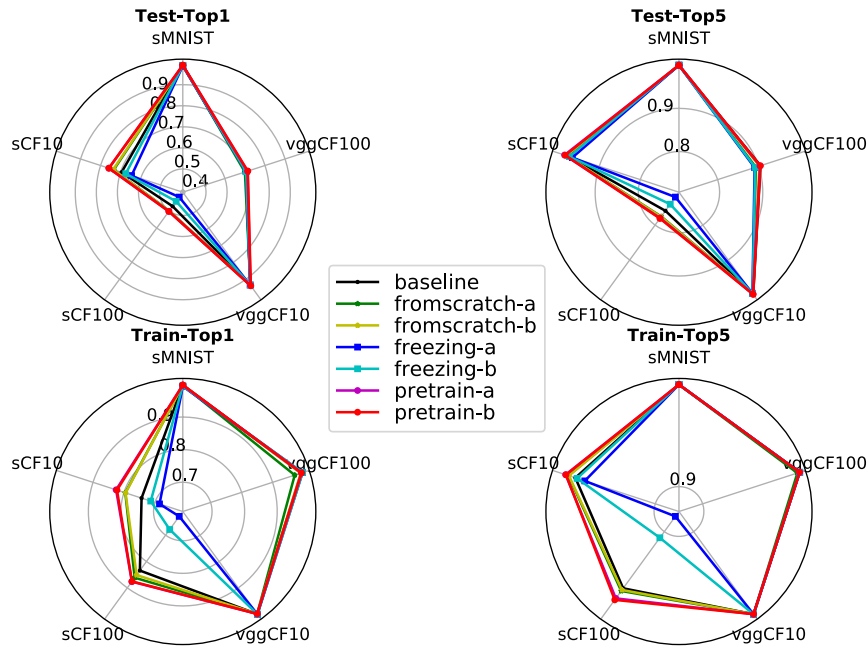 Test-Top1
sMNIST
0.9
0.8
0.7
0.6
0.5
0.4
vggCF100
sCF10
sCF100
vggCF10
Test-Top5
sMNIST
0.9
0.8
vggCF100
sCF10
sCF100
vggCF10
baseline
fromscratch-a
fromscratch-b
freezing-a
freezing-b
pretrain-a
pretrain-b
Train-Top1
sMNIST
0.9
0.8
0.7
vggCF100
sCF10
sCF100
vggCF10
Train-Top5
sMNIST
0.9
vggCF100
sCF10
sCF100
vggCF10